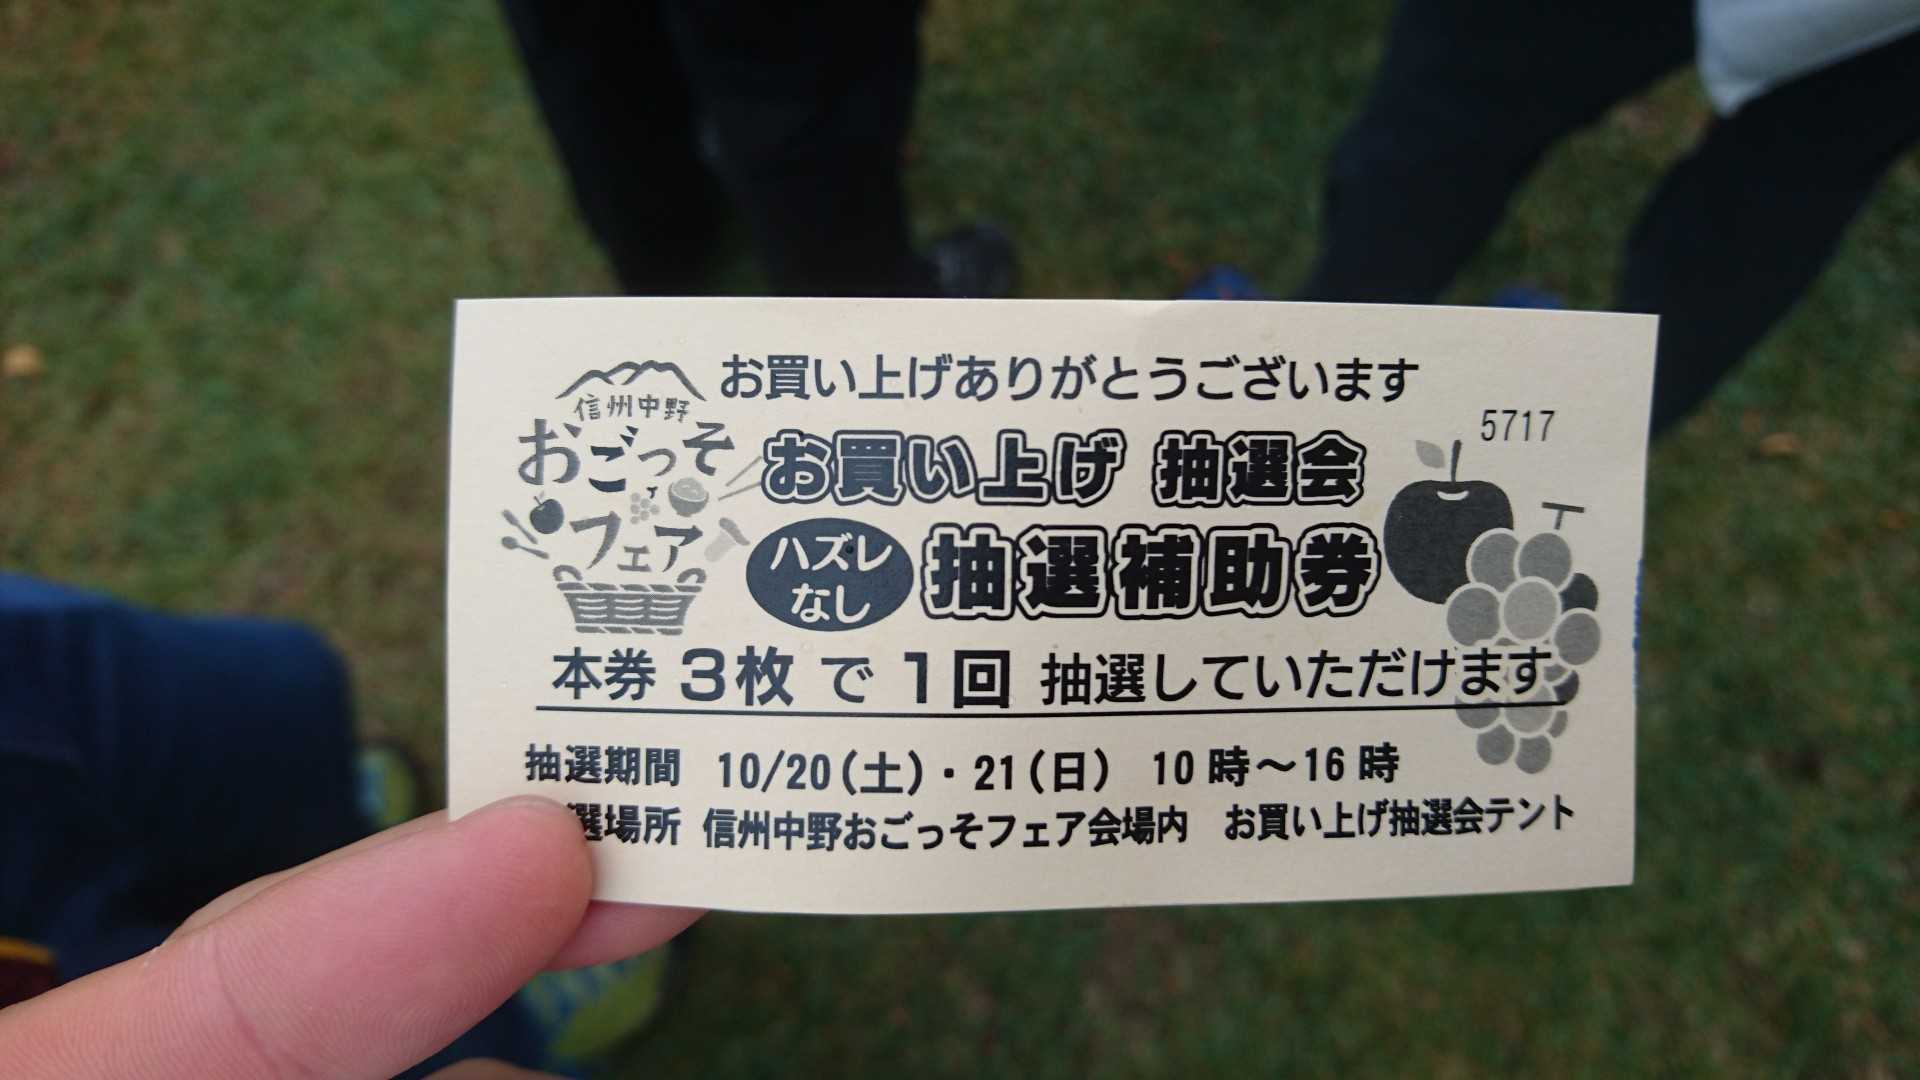 お買い上げありがとうございます
5717
信州中野
おごっそ
フェア
お買い上げ 抽選会
ハズレ
なし
抽選補助券
本券 3枚 で 1回 抽選していただけます
抽選期間 10/20(土)・21(日) 10時～16時
選場所 信州中野おごっそフェア会場内 お買い上げ抽選会テント